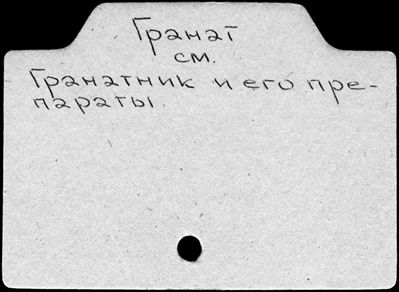 Гранат
см.
Гранатник и его пре-
параты.